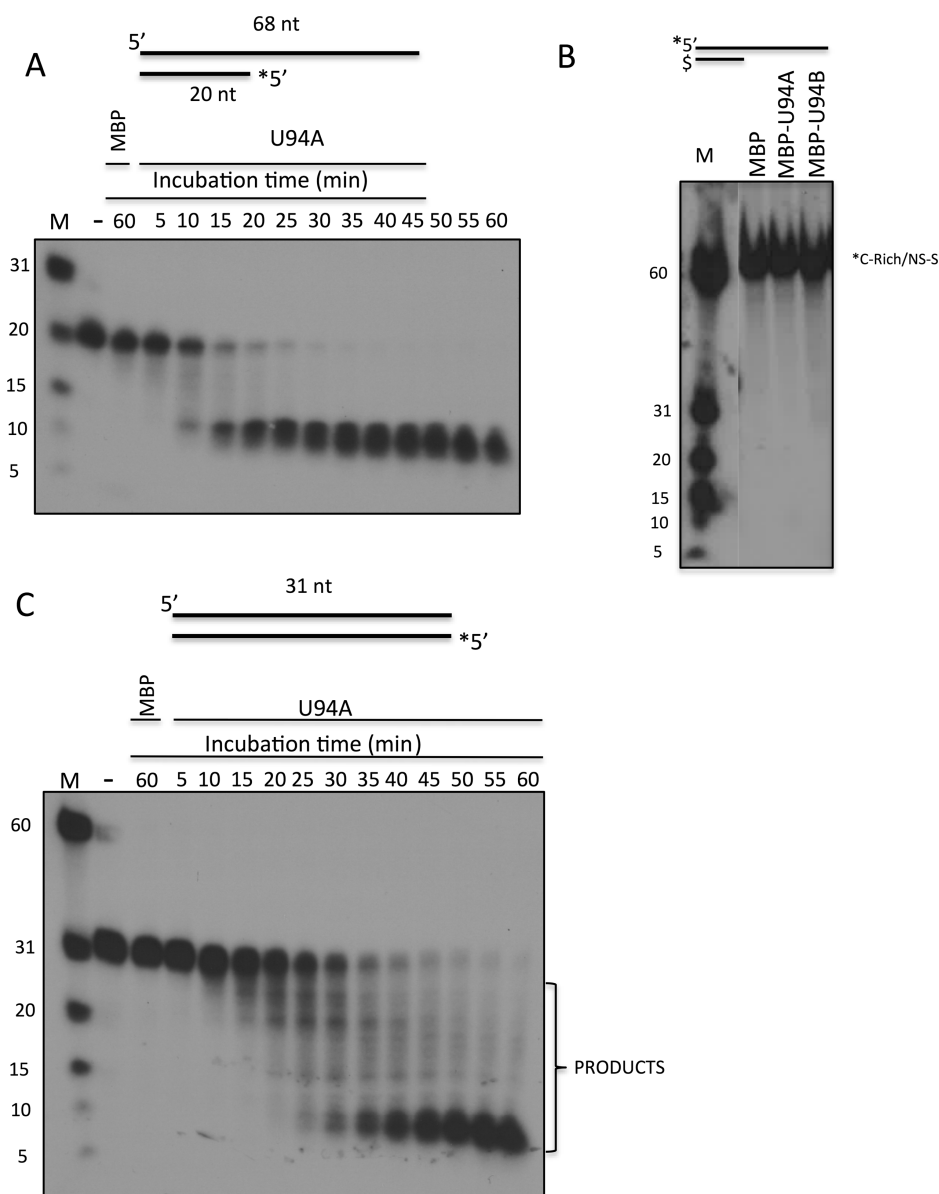 A
68 nt
5'
*5'
20 nt
MBP
U94A
Incubation time (min)
M - 60 5 10 15 20 25 30 35 40 45 50 55 60
31
20
15
10
5
B
*5'
$
M
MBP
MBP-U94A
MBP-U94B
60
31
20
15
10
5
*C-Rich/NS-S
C
31 nt
5'
*5'
MBP
U94A
Incubation time (min)
M - 60 5 10 15 20 25 30 35 40 45 50 55 60
60
31
20
15
10
5
PRODUCTS